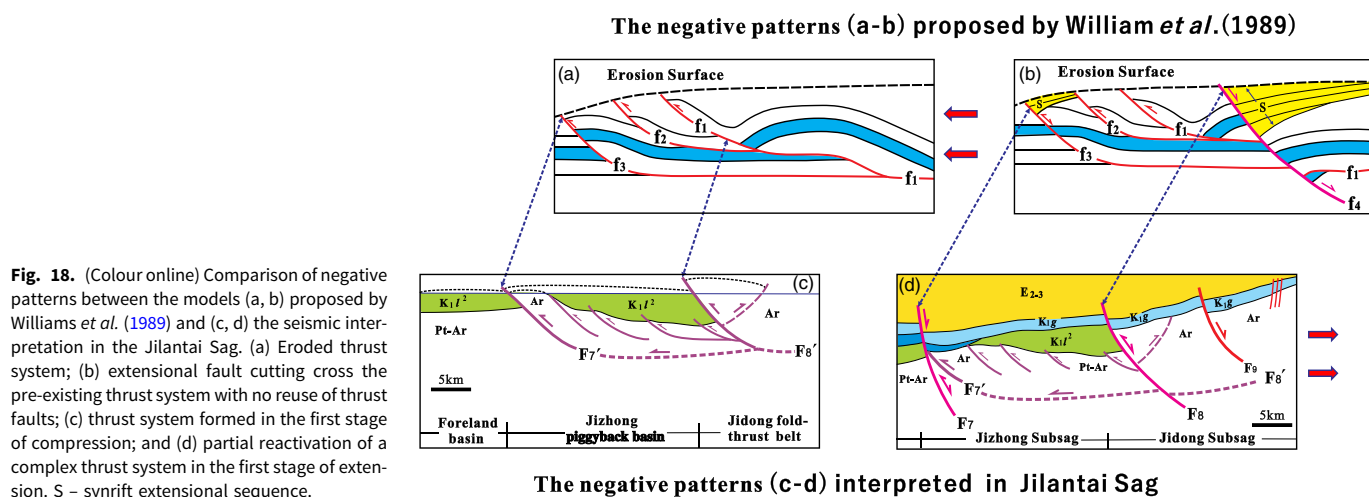 The negative patterns (a-b) proposed by William et al.(1989)
(a)
Erosion Surface
f1
f2
f3
f1
(b)
Erosion Surface
S
S
f2
f1
f3
f1
f4
Fig. 18. (Colour online) Comparison of negative
patterns between the models (a, b) proposed by
Williams et al. (1989) and (c, d) the seismic inter-
pretation in the Jilantai Sag. (a) Eroded thrust
system; (b) extensional fault cutting cross the
pre-existing thrust system with no reuse of thrust
faults; (c) thrust system formed in the first stage
of compression; and (d) partial reactivation of a
complex thrust system in the first stage of exten-
sion. S – synrift extensional sequence.
(c)
K1l2
Ar
K1l2
Ar
Pt-Ar
F7′
F8′
5km
Foreland
basin
Jizhong
piggyback basin
Jidong fold-
thrust belt
(d)
E2-3
K1g
K1g
K1g
Ar
Ar
K1l2
Ar
Pt-Ar
Pt-Ar
F7′
F9
F8′
F7
F8
5km
Jizhong Subsag
Jidong Subsag
The negative patterns (c-d) interpreted in Jilantai Sag